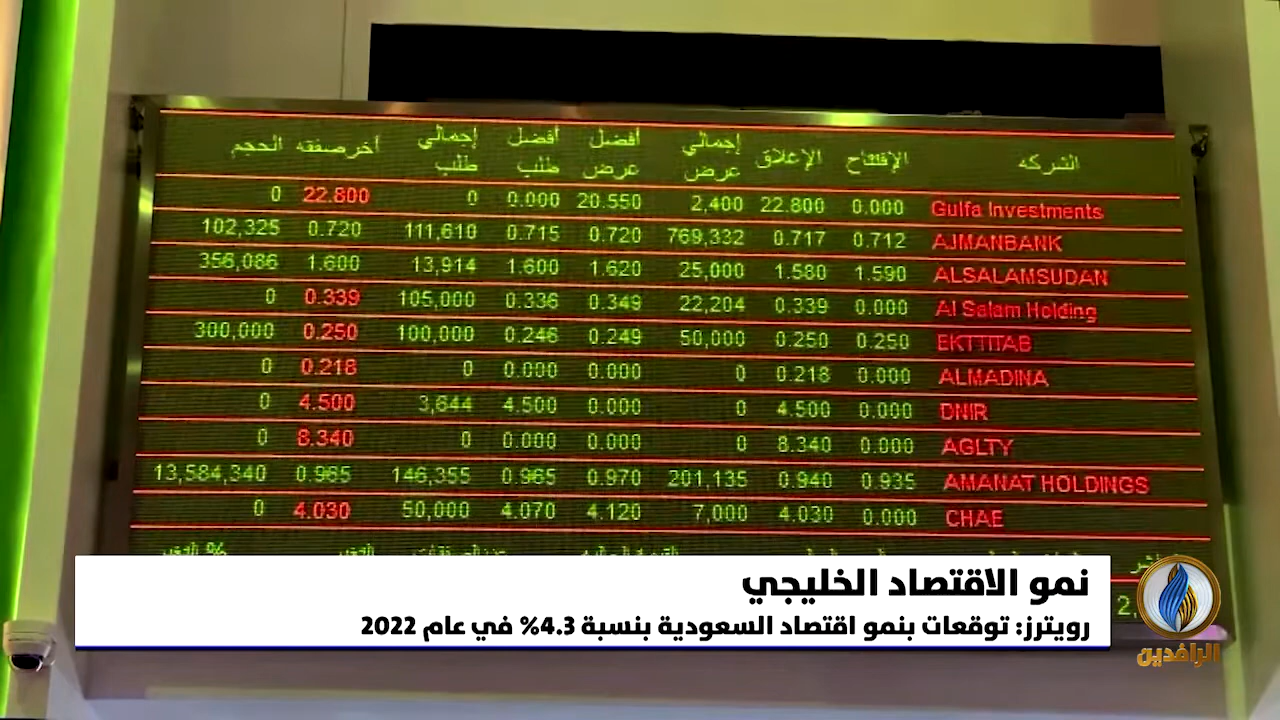 الشركه الإفتتاح الإغلاق إجمالي عرض أفضل عرض أفضل طلب إجمالي طلب أخرصفقه الحجم
Gulfa Investments 0.000 22.800 2,400 20.550 0.000 0 22.800 0
AJMANBANK 0.712 0.717 769,332 0.720 0.715 111,610 0.720 102,325
ALSALAMSUDAN 1.590 1.580 25,000 1.620 1.600 13,914 1.600 356,086
Al Salam Holding 0.000 0.339 22,204 0.349 0.336 105,000 0.339 0
EKTTITAB 0.250 0.250 50,000 0.249 0.246 100,000 0.250 300,000
ALMADINA 0.000 0.218 0 0.000 0.000 0 0.218 0
DNIR 0.000 4.500 0 0.000 4.500 3,644 4.500 0
AGLTY 0.000 8.340 0 0.000 0.000 0 8.340 0
AMANAT HOLDINGS 0.935 0.940 201,135 0.970 0.965 146,355 0.965 13,584,340
CHAE 0.000 4.030 7,000 4.120 4.070 50,000 4.030 0
نمو الاقتصاد الخليجي
رويترز: توقعات بنمو اقتصاد السعودية بنسبة 4.3% في عام 2022
الرافدين